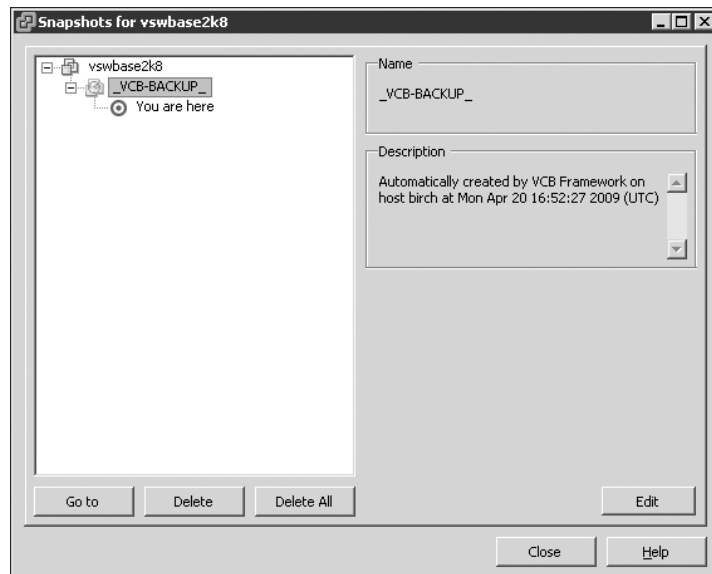 Snapshots for vswbase2k8
vswbase2k8
_VCB-BACKUP_
You are here
Name
_VCB-BACKUP_
Description
Automatically created by VCB Framework on
host birch at Mon Apr 20 16:52:27 2009 (UTC)
Go to
Delete
Delete All
Edit
Close
Help